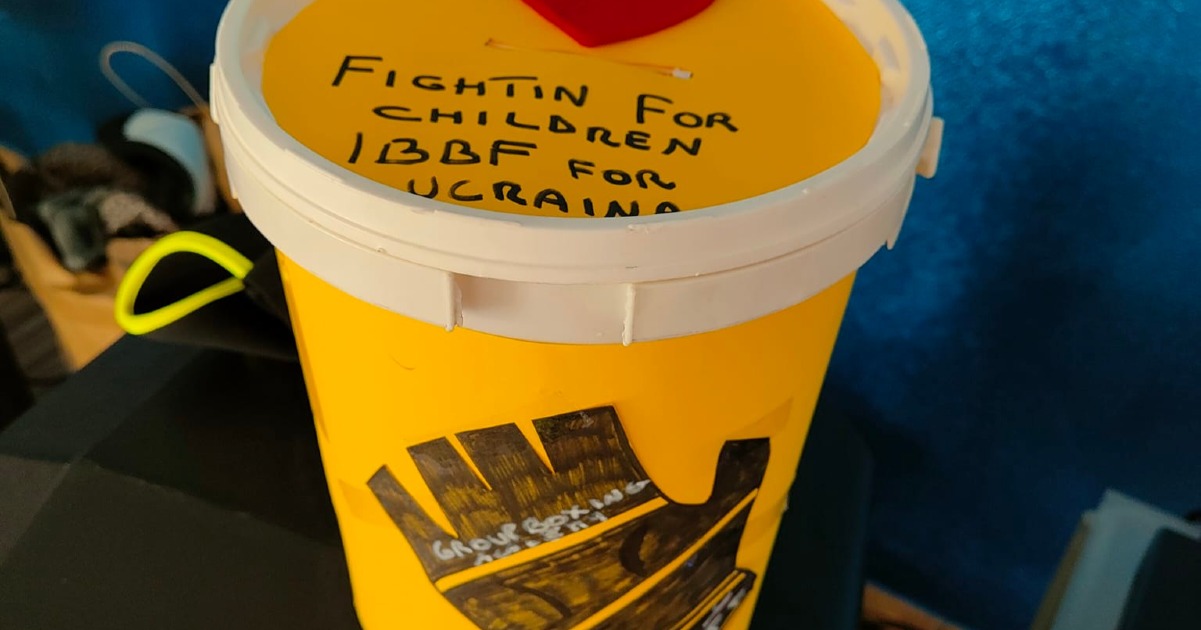 FIGHTIN FOR
CHILDREN
IBBF FOR
UCRAINA
GROUP BOXING